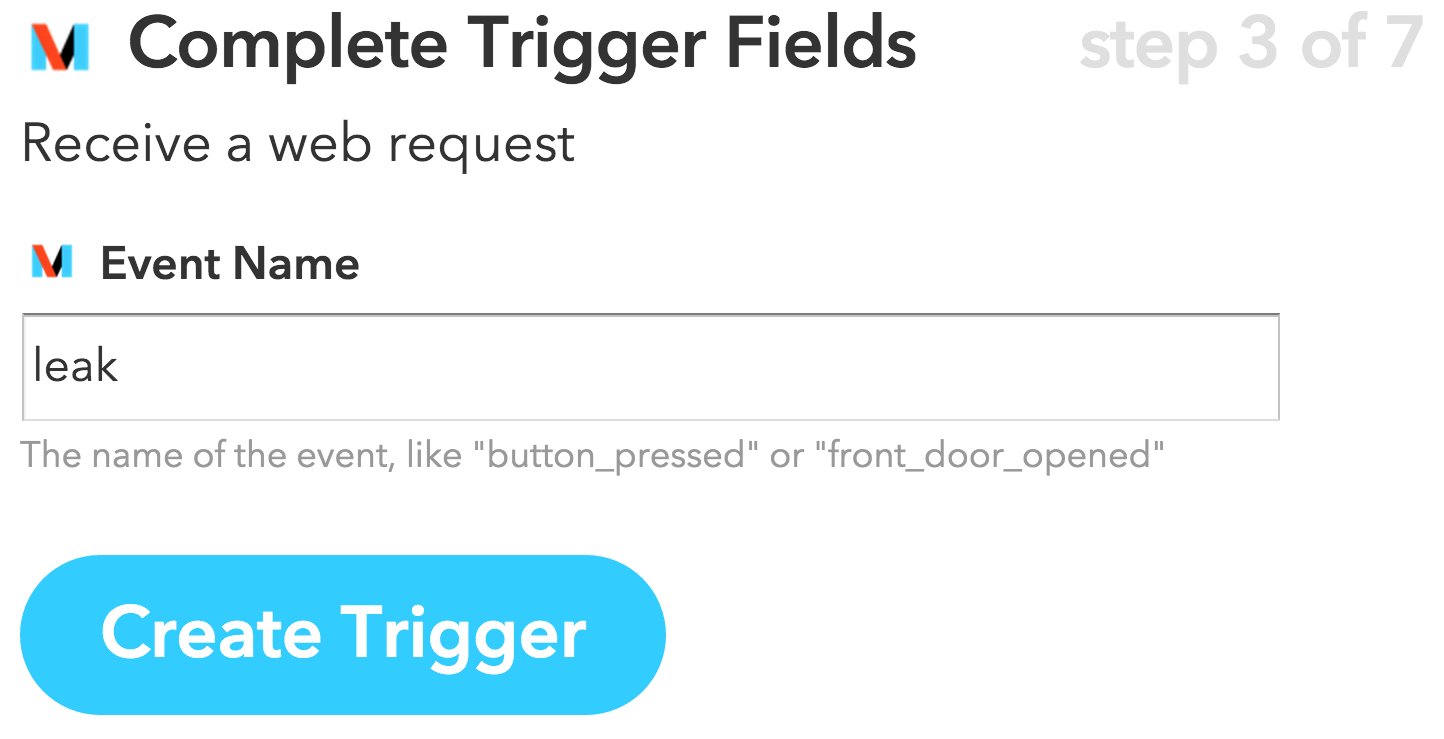 Complete Trigger Fields
step 3 of 7
Receive a web request
Event Name
leak
The name of the event, like "button_pressed" or "front_door_opened"
Create Trigger